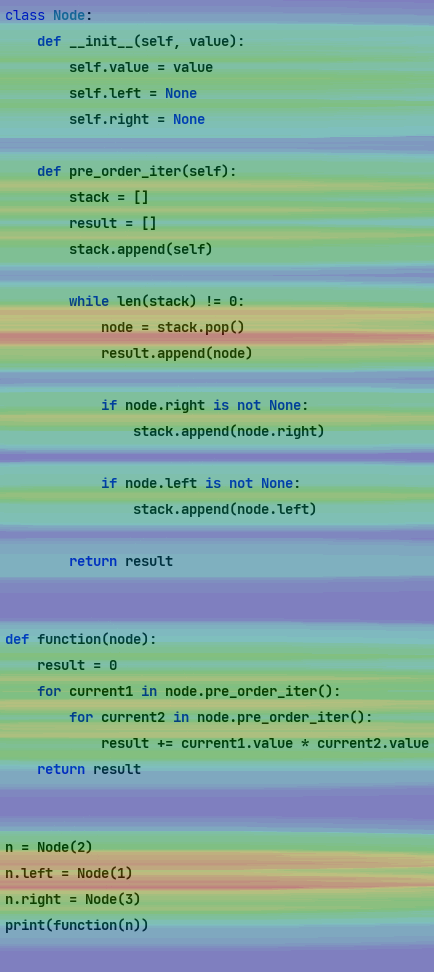 class Node:
    def __init__(self, value):
        self.value = value
        self.left = None
        self.right = None

    def pre_order_iter(self):
        stack = []
        result = []
        stack.append(self)

        while len(stack) != 0:
            node = stack.pop()
            result.append(node)

            if node.right is not None:
                stack.append(node.right)

            if node.left is not None:
                stack.append(node.left)

        return result


def function(node):
    result = 0
    for current1 in node.pre_order_iter():
        for current2 in node.pre_order_iter():
            result += current1.value * current2.value
    return result


n = Node(2)
n.left = Node(1)
n.right = Node(3)
print(function(n))